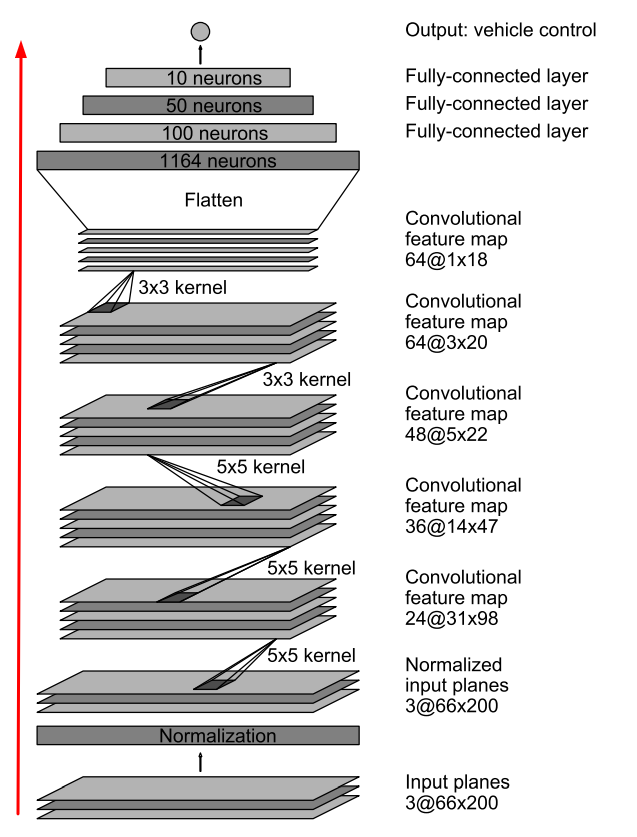 Output: vehicle control
10 neurons
Fully-connected layer
50 neurons
Fully-connected layer
100 neurons
Fully-connected layer
1164 neurons
Flatten
Convolutional
feature map
64@1x18
3x3 kernel
Convolutional
feature map
64@3x20
3x3 kernel
Convolutional
feature map
48@5x22
5x5 kernel
Convolutional
feature map
36@14x47
5x5 kernel
Convolutional
feature map
24@31x98
5x5 kernel
Normalized
input planes
3@66x200
Normalization
Input planes
3@66x200